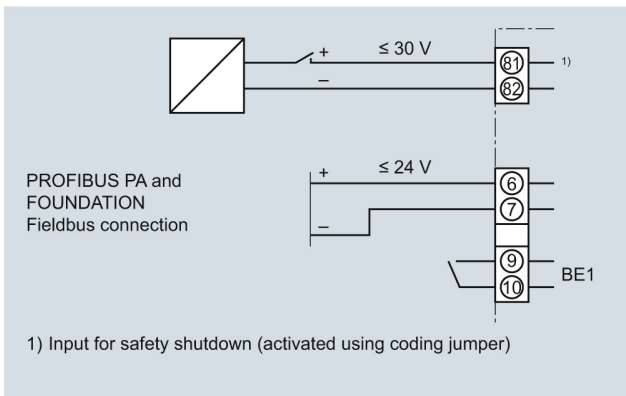 + ≤ 30 V
81 1)
–
82
PROFIBUS PA and
FOUNDATION
Fieldbus connection
+ ≤ 24 V
6
7
–
9
10
BE1
1) Input for safety shutdown (activated using coding jumper)